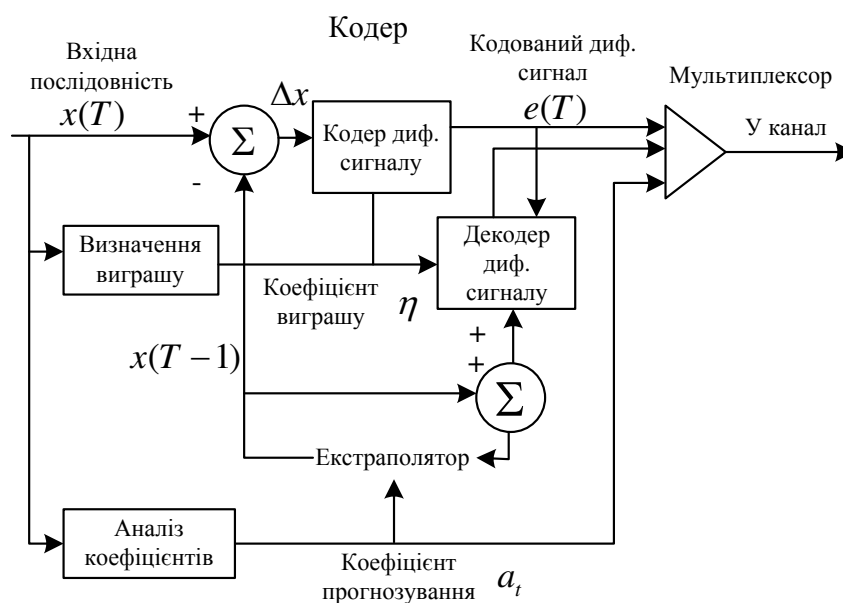 Кодер
Вхідна
послідовність
x(T)
+
-
Σ
Δx
Кодер диф.
сигналу
Кодований диф.
сигнал
e(T)
Мультиплексор
У канал
Визначення
виграшу
Коефіцієнт
виграшу
η
Декодер
диф.
сигналу
x(T − 1)
+
+
Σ
Екстраполятор
Аналіз
коефіцієнтів
Коефіцієнт
прогнозування
a_t